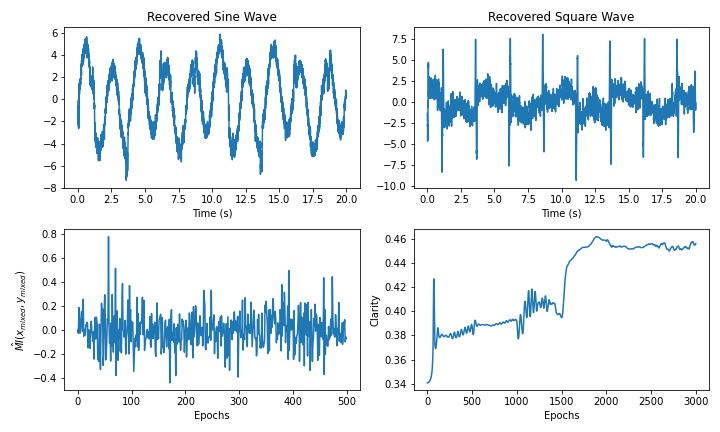 Recovered Sine Wave
6
4
2
0
−2
−4
−6
−8
0.0 2.5 5.0 7.5 10.0 12.5 15.0 17.5 20.0
Time (s)
Recovered Square Wave
7.5
5.0
2.5
0.0
−2.5
−5.0
−7.5
−10.0
0.0 2.5 5.0 7.5 10.0 12.5 15.0 17.5 20.0
Time (s)
M̂I(x_mixed, y_mixed)
0.8
0.6
0.4
0.2
0.0
−0.2
−0.4
0 100 200 300 400 500
Epochs
Clarity
0.46
0.44
0.42
0.40
0.38
0.36
0.34
0 500 1000 1500 2000 2500 3000
Epochs